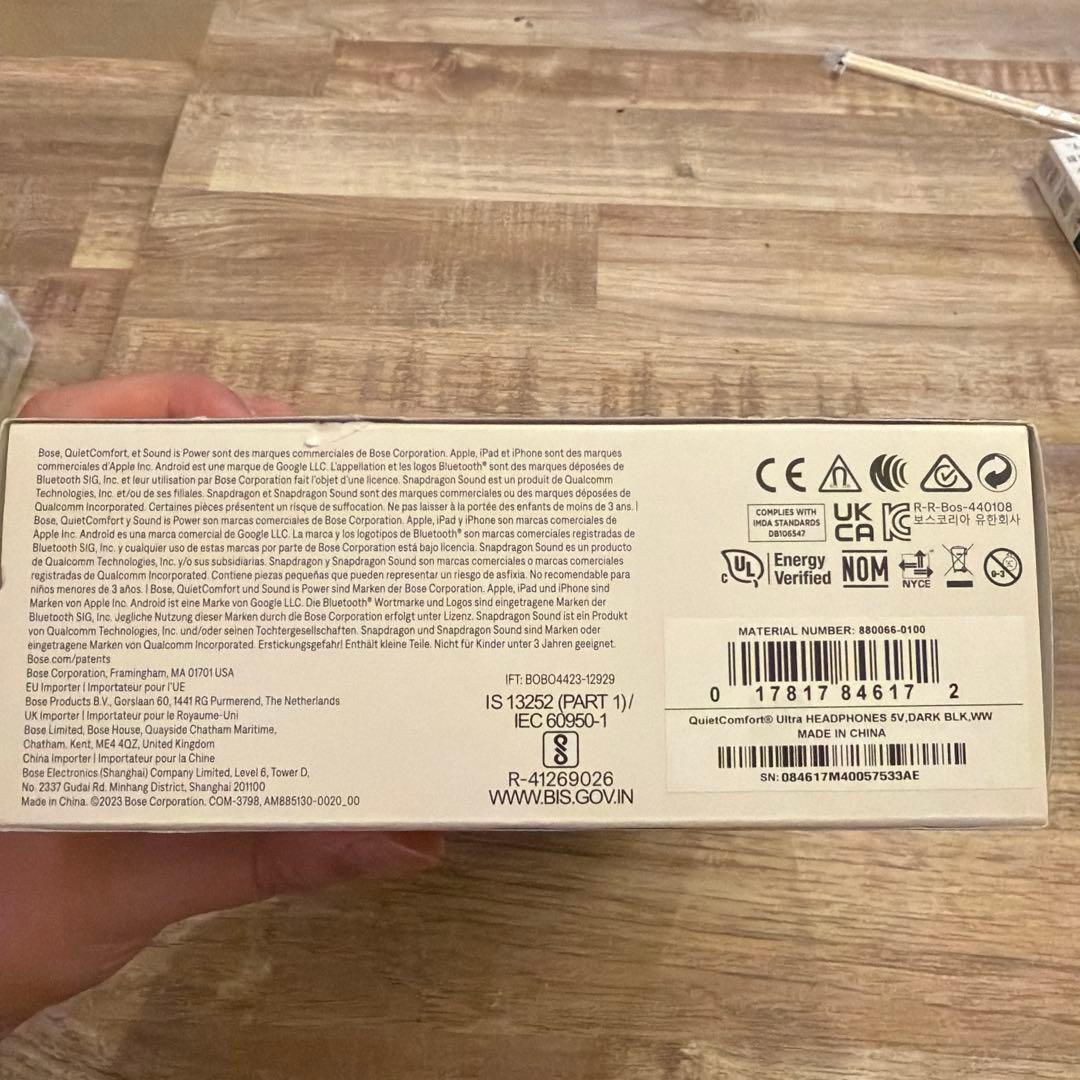 Bose, QuietComfort, et Sound is Power sont des marques commerciales de Bose Corporation. Apple, iPad et iPhone sont des marques
commerciales d'Apple Inc. Android est une marque de Google LLC. L'appellation et les logos Bluetooth® sont des marques déposées de
Bluetooth SIG, Inc. et leur utilisation par Bose Corporation fait l'objet d'une licence. Snapdragon Sound est un produit de Qualcomm
Technologies, Inc. et/ou de ses filiales. Snapdragon et Snapdragon Sound sont des marques commerciales ou des marques déposées de
Qualcomm Incorporated. Certaines pièces présentent un risque de suffocation. Ne pas laisser à la portée des enfants de moins de 3 ans. |
Bose, QuietComfort y Sound is Power son marcas comerciales de Bose Corporation. Apple, iPad y iPhone son marcas comerciales de
Apple Inc. Android es una marca comercial de Google LLC. La marca y los logotipos de Bluetooth® son marcas comerciales registradas de
Bluetooth SIG, Inc. y cualquier uso de estas marcas por parte de Bose Corporation está bajo licencia. Snapdragon Sound es un producto
de Qualcomm Technologies, Inc. y/o sus subsidiarias. Snapdragon y Snapdragon Sound son marcas comerciales o marcas comerciales
registradas de Qualcomm Incorporated. Contiene piezas pequeñas que pueden representar un riesgo de asfixia. No recomendable para
niños menores de 3 años. | Bose, QuietComfort und Sound is Power sind Marken der Bose Corporation. Apple, iPad und iPhone sind
Marken von Apple Inc. Android ist eine Marke von Google LLC. Die Bluetooth® Wortmarke und Logos sind eingetragene Marken der
Bluetooth SIG, Inc. Jegliche Nutzung dieser Marken durch die Bose Corporation erfolgt unter Lizenz. Snapdragon Sound ist ein Produkt
von Qualcomm Technologies, Inc. und/oder seinen Tochtergesellschaften. Snapdragon und Snapdragon Sound sind Marken oder
eingetragene Marken von Qualcomm Incorporated. Erstickungsgefahr! Enthält kleine Teile. Nicht für Kinder unter 3 Jahren geeignet.
Bose.com/patents
Bose Corporation, Framingham, MA 01701 USA
EU Importer | Importateur pour l'UE
Bose Products B.V., Gorslaan 60, 1441 RG Purmerend, The Netherlands
UK Importer | Importateur pour le Royaume-Uni
Bose Limited, Bose House, Quayside Chatham Maritime,
Chatham, Kent, ME4 4QZ, United Kingdom
China Importer | Importateur pour la Chine
Bose Electronics (Shanghai) Company Limited, Level 6, Tower D,
No. 2337 Gudai Rd. Minhang District, Shanghai 201100
Made in China. ©2023 Bose Corporation. COM-3798, AM885130-0020_00
IFT: BOBO4423-12929
IS 13252 (PART 1)/
IEC 60950-1
R-41269026
WWW.BIS.GOV.IN
CE
COMPLIES WITH
IMDA STANDARDS
DB106547
UK
CA
R-R-Bos-440108
보스코리아 유한회사
c UL Energy
Verified
NOM
NYCE
0-3
MATERIAL NUMBER: 880066-0100
0 17817 84617 2
QuietComfort® Ultra HEADPHONES 5V,DARK BLK,WW
MADE IN CHINA
SN: 084617M40057533AE